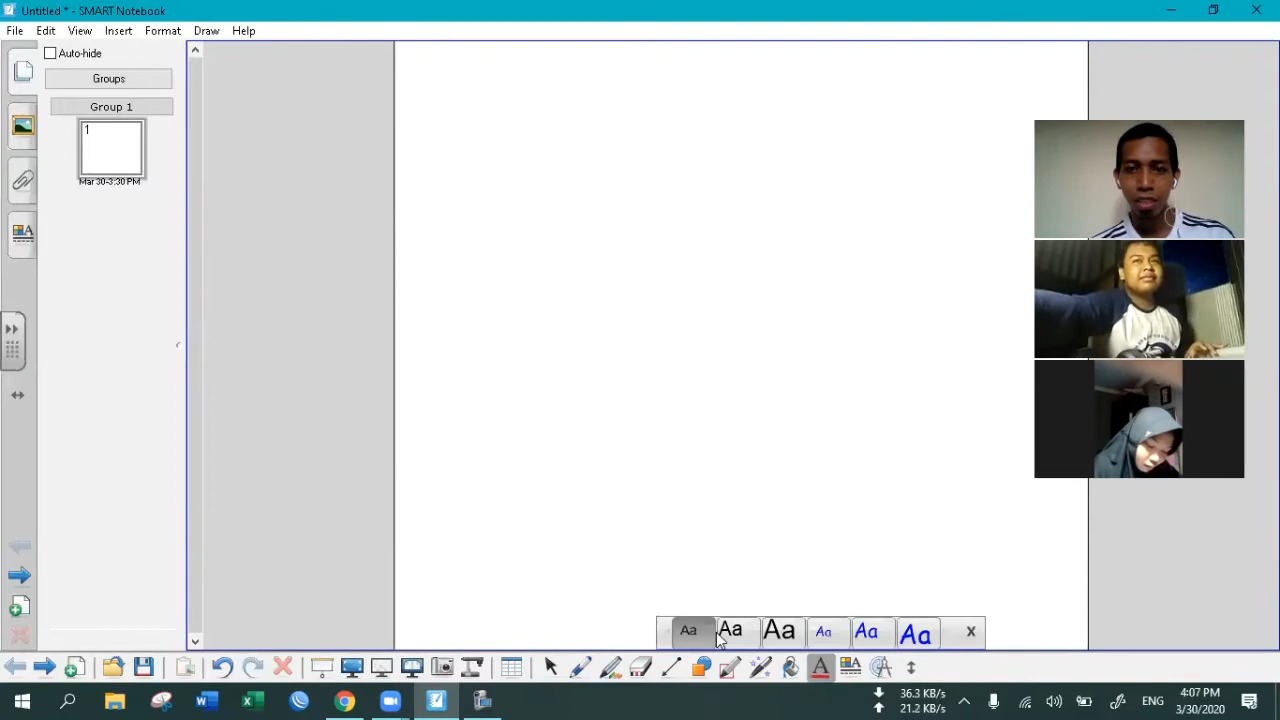 Untitled * - SMART Notebook
File Edit View Insert Format Draw Help
Auto-hide
Groups
Group 1
1
Mar 30-3:30 PM
Aa Aa Aa Aa Aa Aa X
A
36.3 KB/s
21.2 KB/s
ENG
4:07 PM
3/30/2020